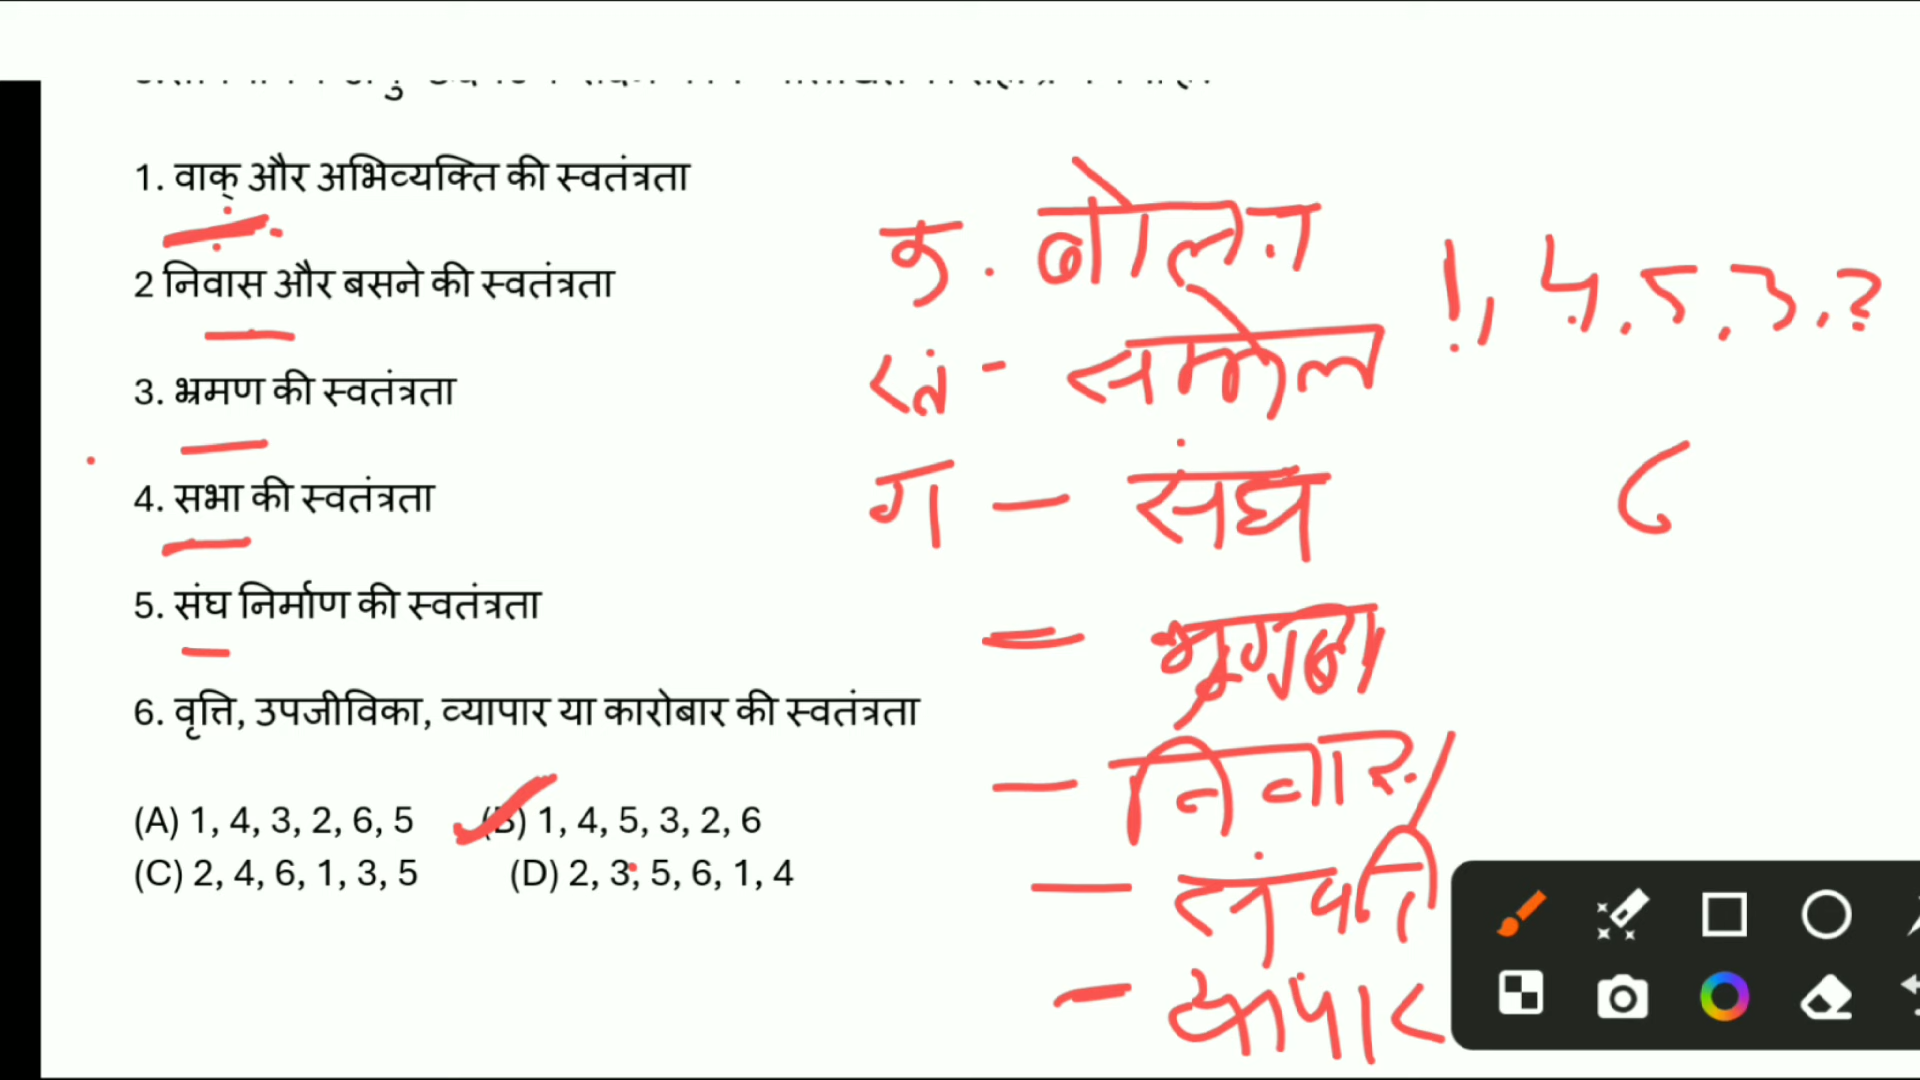 1. वाक् और अभिव्यक्ति की स्वतंत्रता
2 निवास और बसने की स्वतंत्रता
3. भ्रमण की स्वतंत्रता
4. सभा की स्वतंत्रता
5. संघ निर्माण की स्वतंत्रता
6. वृत्ति, उपजीविका, व्यापार या कारोबार की स्वतंत्रता
(A) 1, 4, 3, 2, 6, 5 (B) 1, 4, 5, 3, 2, 6
(C) 2, 4, 6, 1, 3, 5 (D) 2, 3, 5, 6, 1, 4
क. बोलन
1, 4, 5, 3, 2
सम्मेल
ग - संघ
- निवास
- संपत्ति
- व्यापार